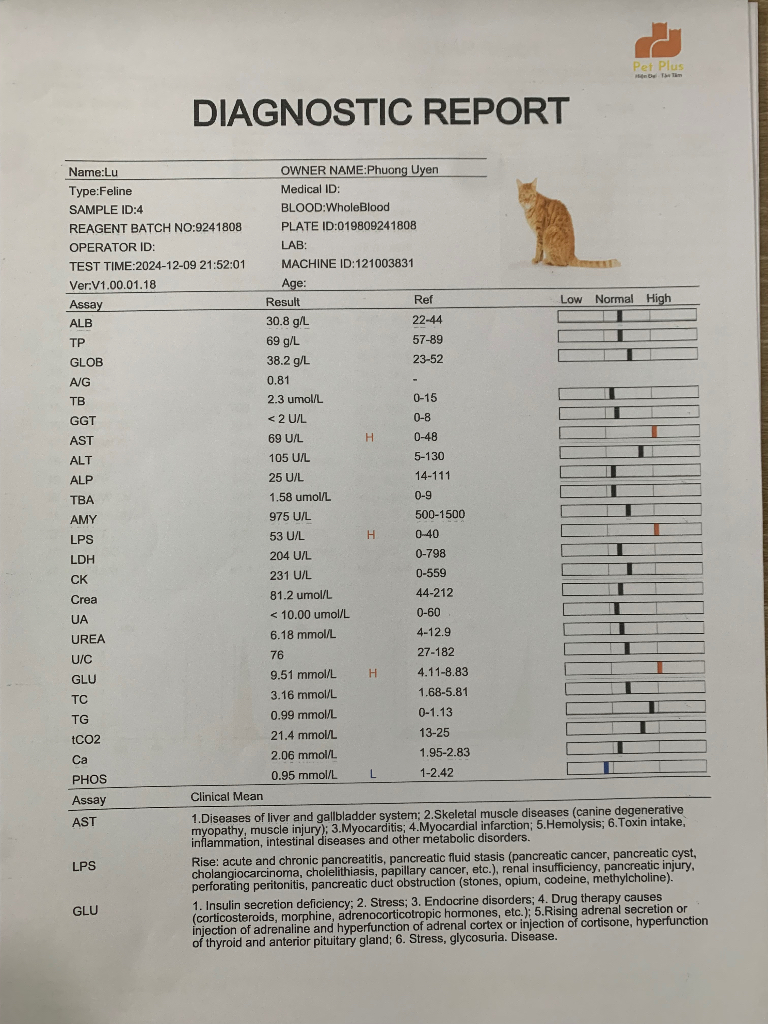 Pet Plus
Hiện Đại - Tận Tâm
DIAGNOSTIC REPORT
Name:Lu OWNER NAME:Phuong Uyen
Type:Feline Medical ID:
SAMPLE ID:4 BLOOD:WholeBlood
REAGENT BATCH NO:9241808 PLATE ID:019809241808
OPERATOR ID: LAB:
TEST TIME:2024-12-09 21:52:01 MACHINE ID:121003831
Ver:V1.00.01.18 Age:
Assay Result Ref Low Normal High
ALB 30.8 g/L 22-44
TP 69 g/L 57-89
GLOB 38.2 g/L 23-52
A/G 0.81 -
TB 2.3 umol/L 0-15
GGT < 2 U/L 0-8
AST 69 U/L H 0-48
ALT 105 U/L 5-130
ALP 25 U/L 14-111
TBA 1.58 umol/L 0-9
AMY 975 U/L 500-1500
LPS 53 U/L H 0-40
LDH 204 U/L 0-798
CK 231 U/L 0-559
Crea 81.2 umol/L 44-212
UA < 10.00 umol/L 0-60
UREA 6.18 mmol/L 4-12.9
U/C 76 27-182
GLU 9.51 mmol/L H 4.11-8.83
TC 3.16 mmol/L 1.68-5.81
TG 0.99 mmol/L 0-1.13
tCO2 21.4 mmol/L 13-25
Ca 2.06 mmol/L 1.95-2.83
PHOS 0.95 mmol/L L 1-2.42
Assay Clinical Mean
AST 1.Diseases of liver and gallbladder system; 2.Skeletal muscle diseases (canine degenerative
myopathy, muscle injury); 3.Myocarditis; 4.Myocardial infarction; 5.Hemolysis; 6.Toxin intake,
inflammation, intestinal diseases and other metabolic disorders.
LPS Rise: acute and chronic pancreatitis, pancreatic fluid stasis (pancreatic cancer, pancreatic cyst,
cholangiocarcinoma, cholelithiasis, papillary cancer, etc.), renal insufficiency, pancreatic injury,
perforating peritonitis, pancreatic duct obstruction (stones, opium, codeine, methylcholine).
GLU 1. Insulin secretion deficiency; 2. Stress; 3. Endocrine disorders; 4. Drug therapy causes
(corticosteroids, morphine, adrenocorticotropic hormones, etc.); 5.Rising adrenal secretion or
injection of adrenaline and hyperfunction of adrenal cortex or injection of cortisone, hyperfunction
of thyroid and anterior pituitary gland; 6. Stress, glycosuria. Disease.